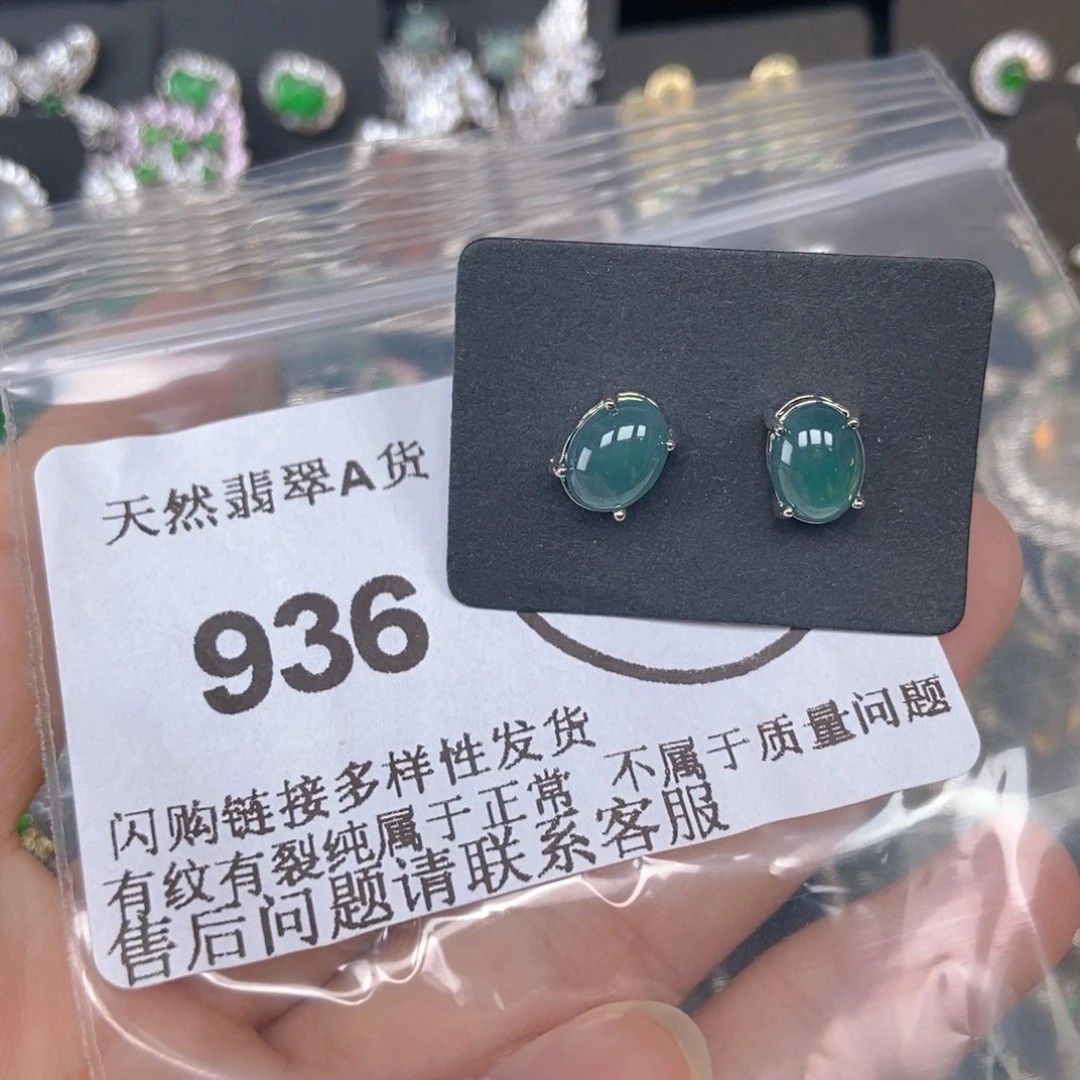 天然翡翠A货
936
闪购链接多样性发货
有纹有裂纯属于正常 不属于质量问题
售后问题请联系客服